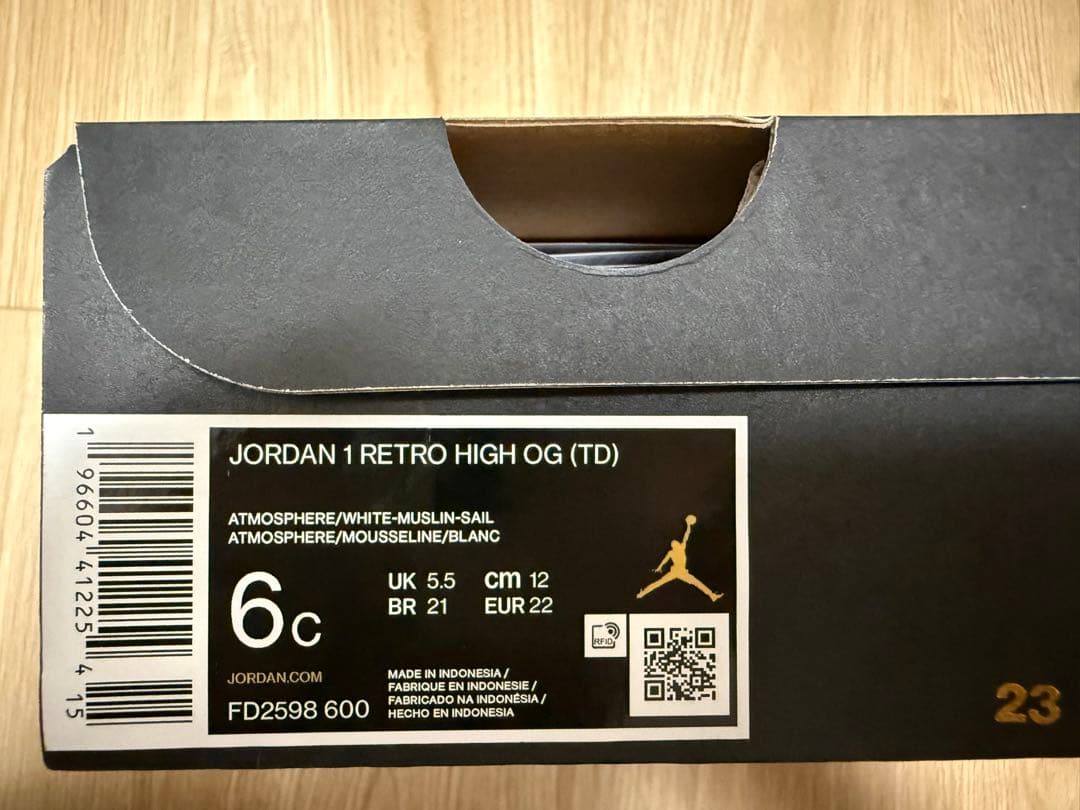 JORDAN 1 RETRO HIGH OG (TD)
ATMOSPHERE/WHITE-MUSLIN-SAIL
ATMOSPHERE/MOUSSELINE/BLANC
6C
UK 5.5 cm 12
BR 21 EUR 22
RFID
JORDAN.COM
FD2598 600
MADE IN INDONESIA /
FABRIQUE EN INDONESIE /
FABRICADO NA INDONÉSIA /
HECHO EN INDONESIA
1 96604 41225 4 15
23